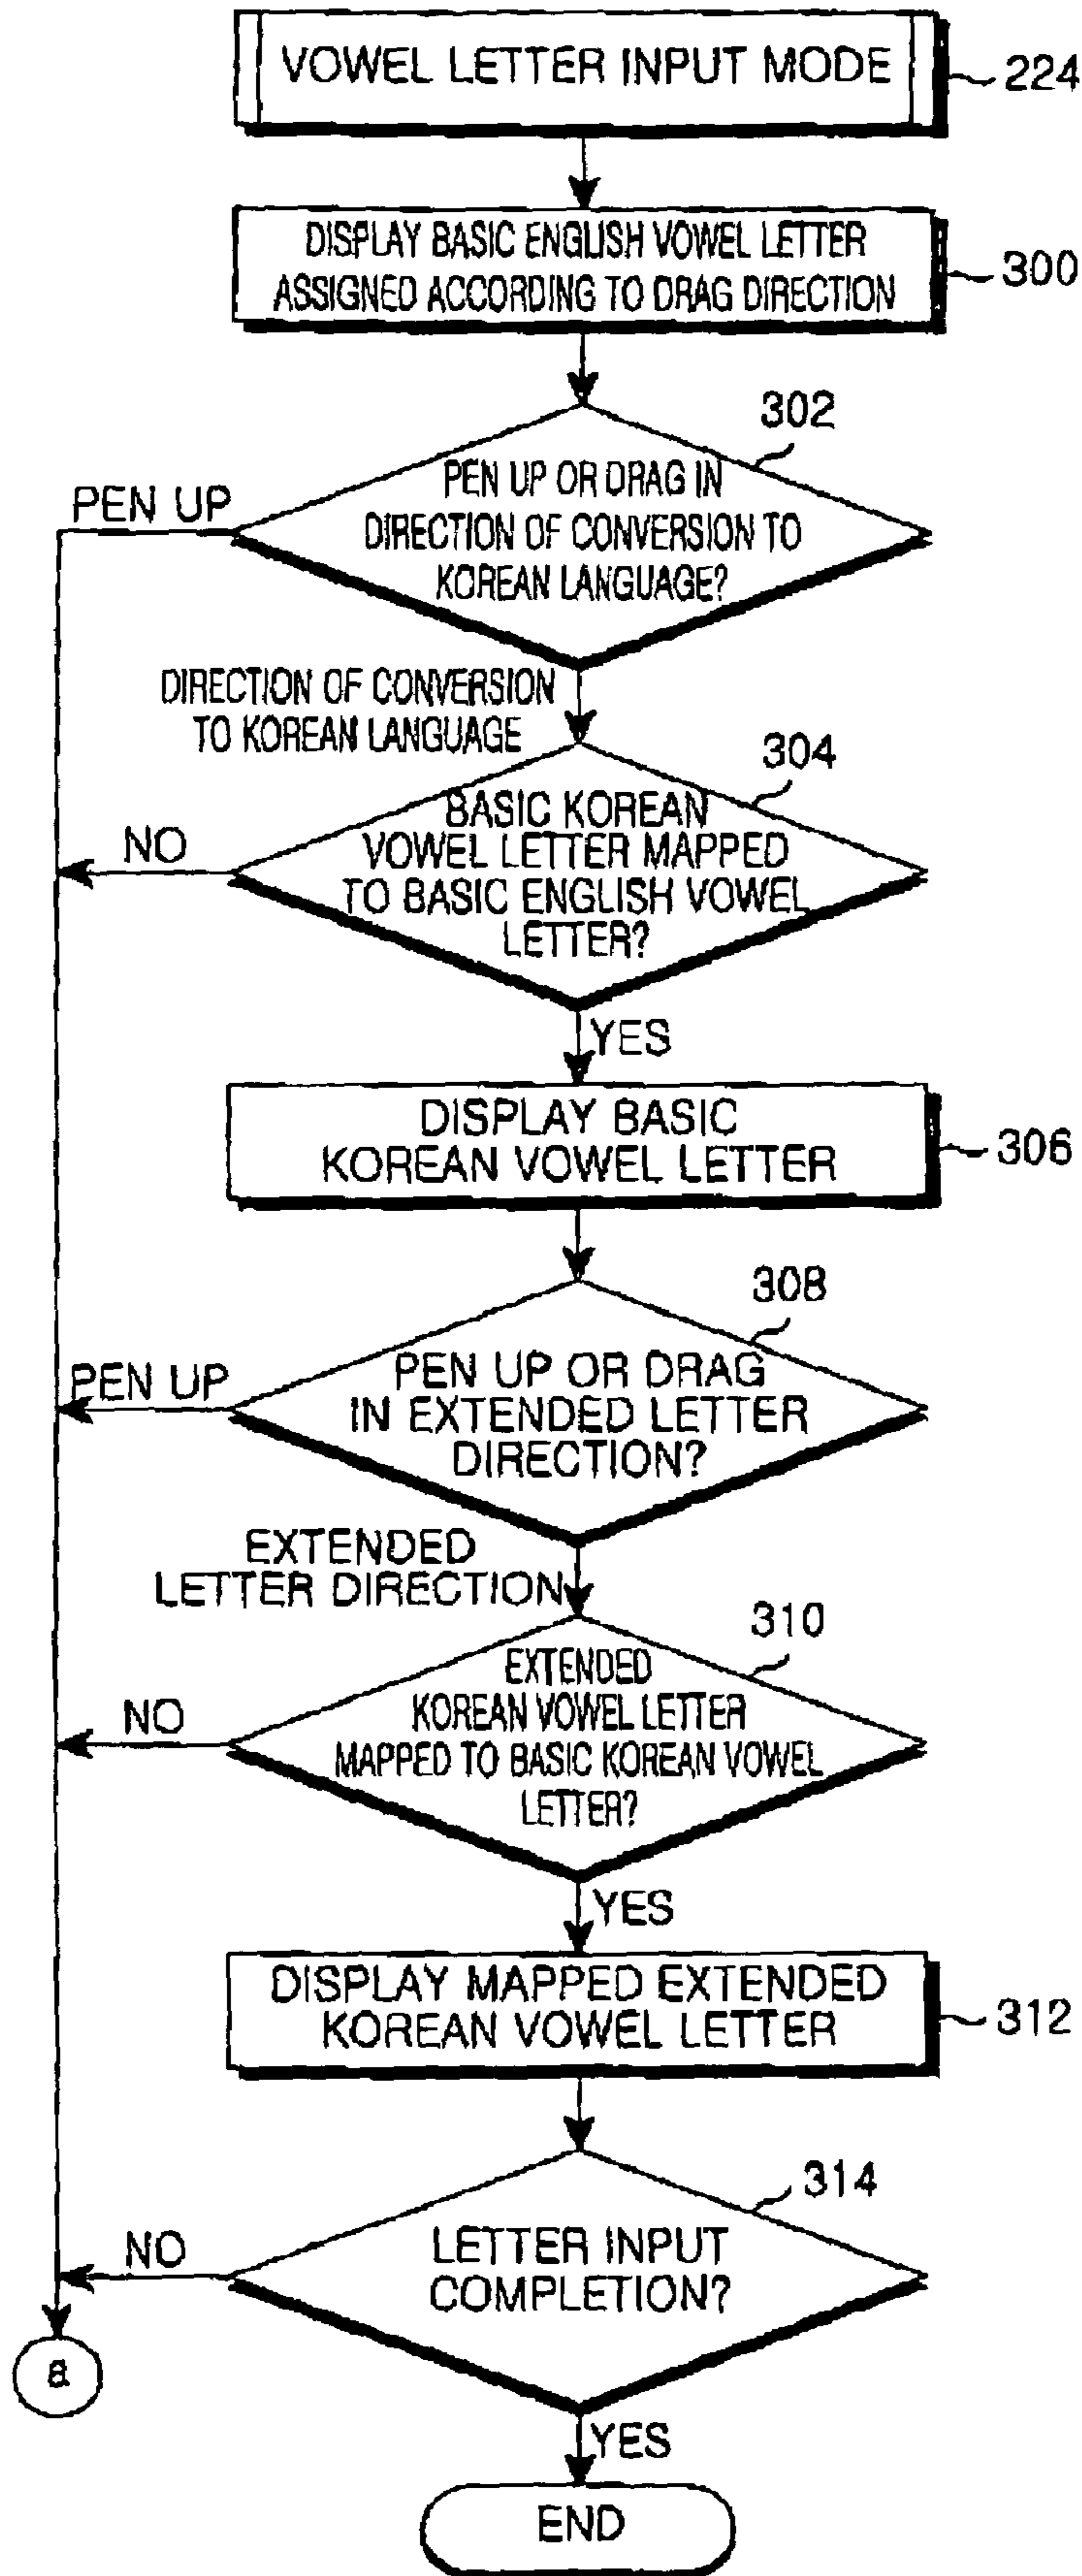 VOWEL LETTER INPUT MODE
224
DISPLAY BASIC ENGLISH VOWEL LETTER
ASSIGNED ACCORDING TO DRAG DIRECTION
300
302
PEN UP
PEN UP OR DRAG IN
DIRECTION OF CONVERSION TO
KOREAN LANGUAGE?
DIRECTION OF CONVERSION
TO KOREAN LANGUAGE
304
NO
BASIC KOREAN
VOWEL LETTER MAPPED
TO BASIC ENGLISH VOWEL
LETTER?
YES
DISPLAY BASIC
KOREAN VOWEL LETTER
306
308
PEN UP
PEN UP OR DRAG
IN EXTENDED LETTER
DIRECTION?
EXTENDED
LETTER DIRECTION
310
NO
EXTENDED
KOREAN VOWEL LETTER
MAPPED TO BASIC KOREAN VOWEL
LETTER?
YES
DISPLAY MAPPED EXTENDED
KOREAN VOWEL LETTER
312
314
NO
LETTER INPUT
COMPLETION?
a
YES
END